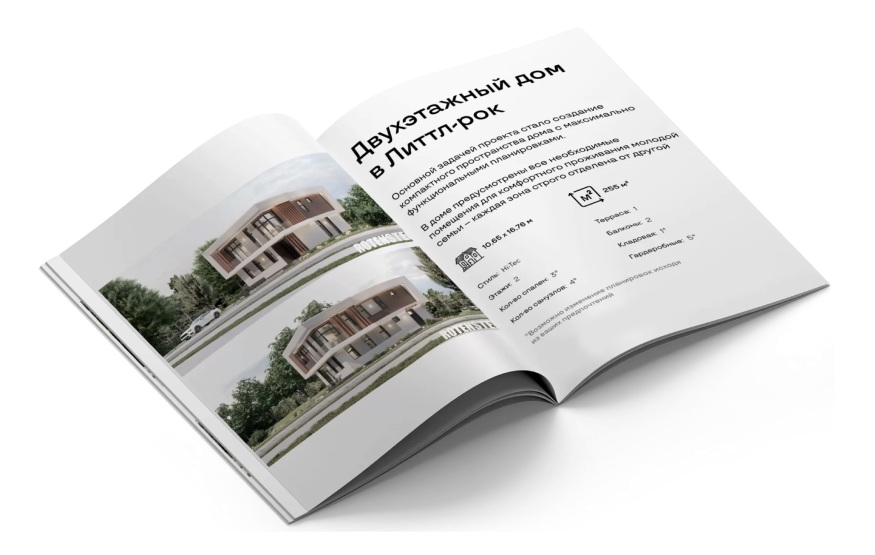 Двухэтажный дом
в Литтл-рок
Основной задачей проекта стало создание
компактного пространства дома с максимально
функциональными планировками.
В доме предусмотрены все необходимые
помещения для комфортного проживания молодой
семьи – каждая зона строго отделена от другой
10,65 x 16,76 м
М²
255 м²
Стиль: Hi-Tec
Этажи: 2
Кол-во спален: 3*
Кол-во санузлов: 4*
Терраса: 1
Балконы: 2
Кладовая: 1*
Гардеробные: 5*
*Возможно изменение планировок исходя
из ваших предпочтений
ROTENSTE
ROTENSTE